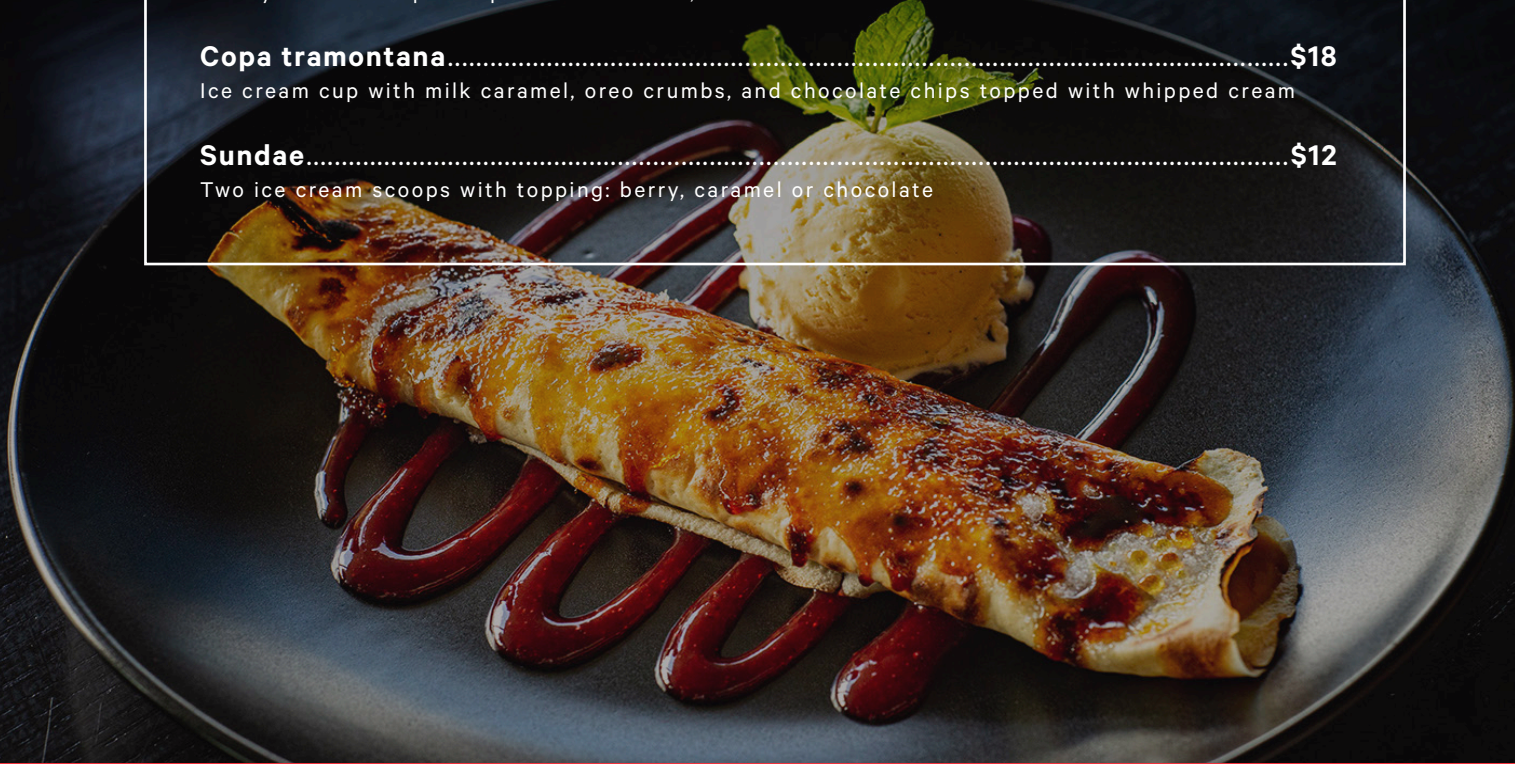 Copa tramontana........................................$18
Ice cream cup with milk caramel, oreo crumbs, and chocolate chips topped with whipped cream
Sundae........................................$12
Two ice cream scoops with topping: berry, caramel or chocolate